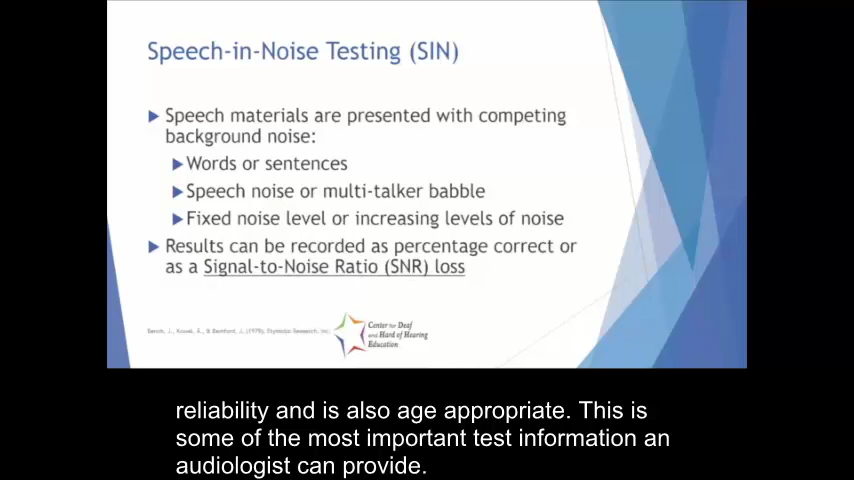 Speech-in-Noise Testing (SIN)
Speech materials are presented with competing
background noise:
Words or sentences
Speech noise or multi-talker babble
Fixed noise level or increasing levels of noise
Results can be recorded as percentage correct or
as a Signal-to-Noise Ratio (SNR) loss
Center for Deaf
and Hard of Hearing
Education
reliability and is also age appropriate. This is
some of the most important test information an
audiologist can provide.